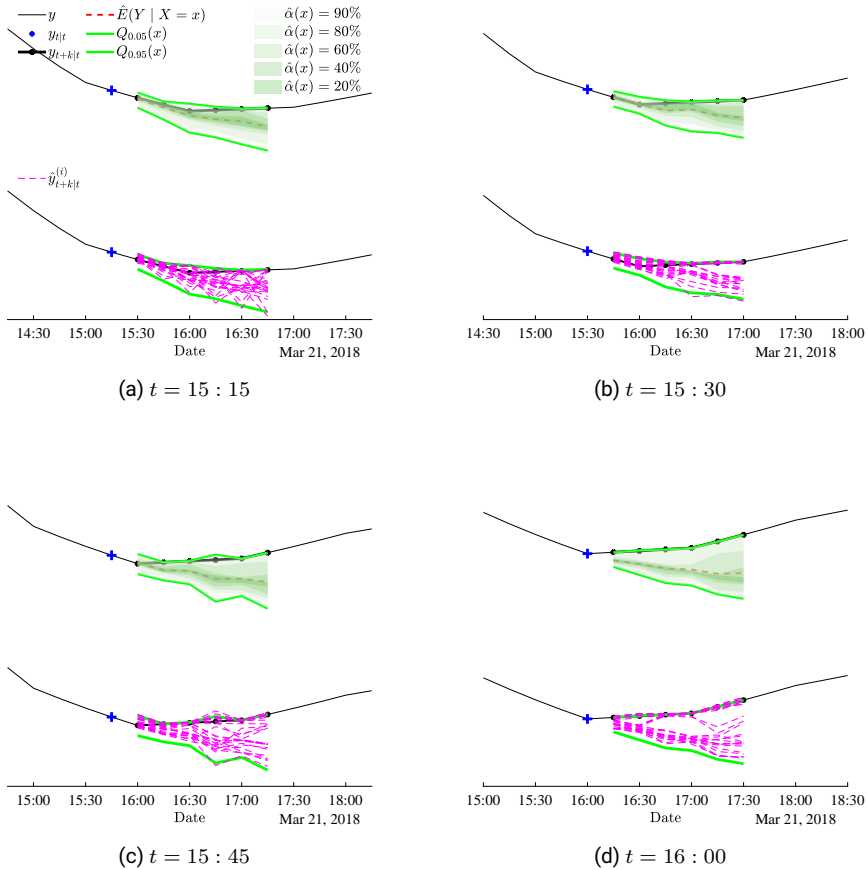 y
y_{t|t}
y_{t+k|t}
Ê(Y | X = x)
Q_{0.05}(x)
Q_{0.95}(x)
α̂(x) = 90%
α̂(x) = 80%
α̂(x) = 60%
α̂(x) = 40%
α̂(x) = 20%
ŷ^{(i)}_{t+k|t}
14:30 15:00 15:30 16:00 16:30 17:00 17:30
Date
Mar 21, 2018
(a) t = 15 : 15
14:30 15:00 15:30 16:00 16:30 17:00 17:30 18:00
Date
Mar 21, 2018
(b) t = 15 : 30
15:00 15:30 16:00 16:30 17:00 17:30 18:00
Date
Mar 21, 2018
(c) t = 15 : 45
15:00 15:30 16:00 16:30 17:00 17:30 18:00 18:30
Date
Mar 21, 2018
(d) t = 16 : 00